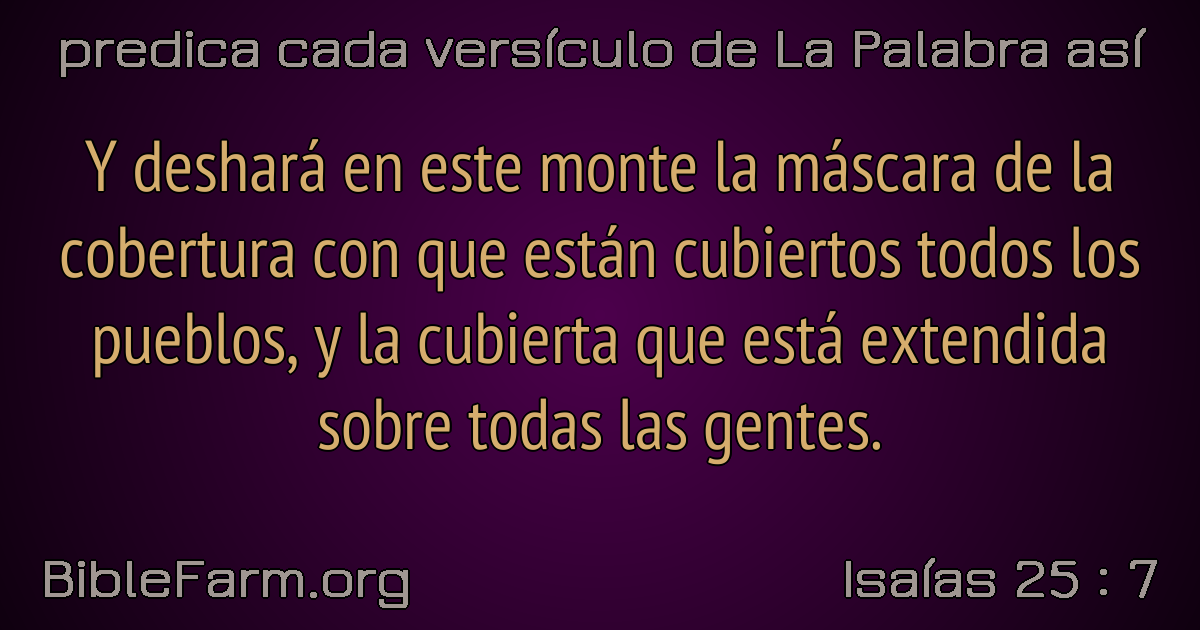 predica cada versículo de La Palabra así
Y deshará en este monte la máscara de la
cobertura con que están cubiertos todos los
pueblos, y la cubierta que está extendida
sobre todas las gentes.
BibleFarm.org
Isaías 25 : 7